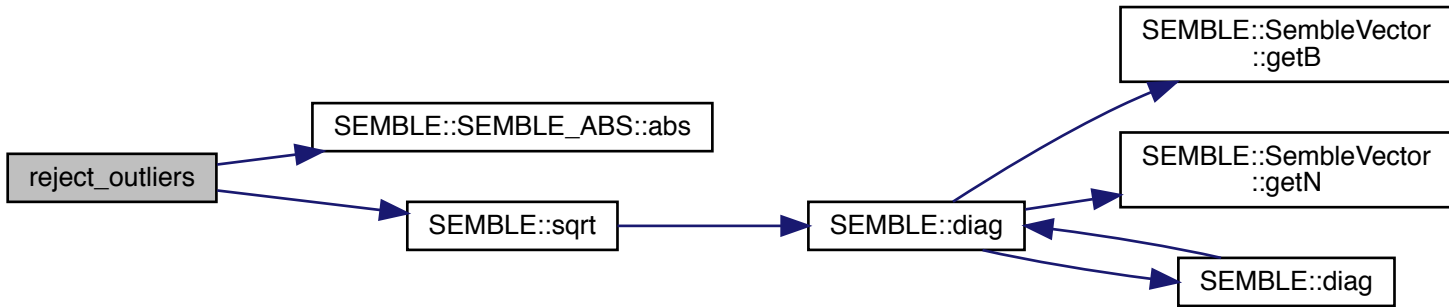 reject_outliers
SEMBLE::SEMBLE_ABS::abs
SEMBLE::sqrt
SEMBLE::diag
SEMBLE::SembleVector
::getB
SEMBLE::SembleVector
::getN
SEMBLE::diag